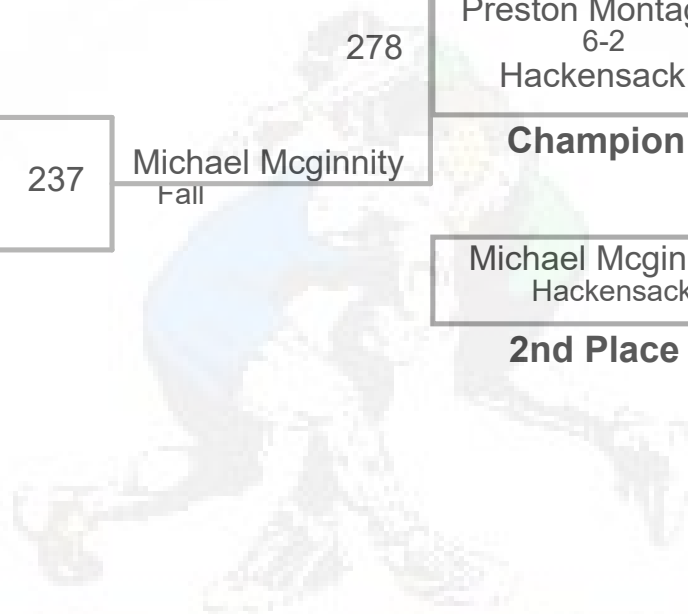 Preston Montag
278
6-2
Hackensack
Champion
237
Michael Mcginnity
Fall
Michael Mcgin
Hackensack
2nd Place